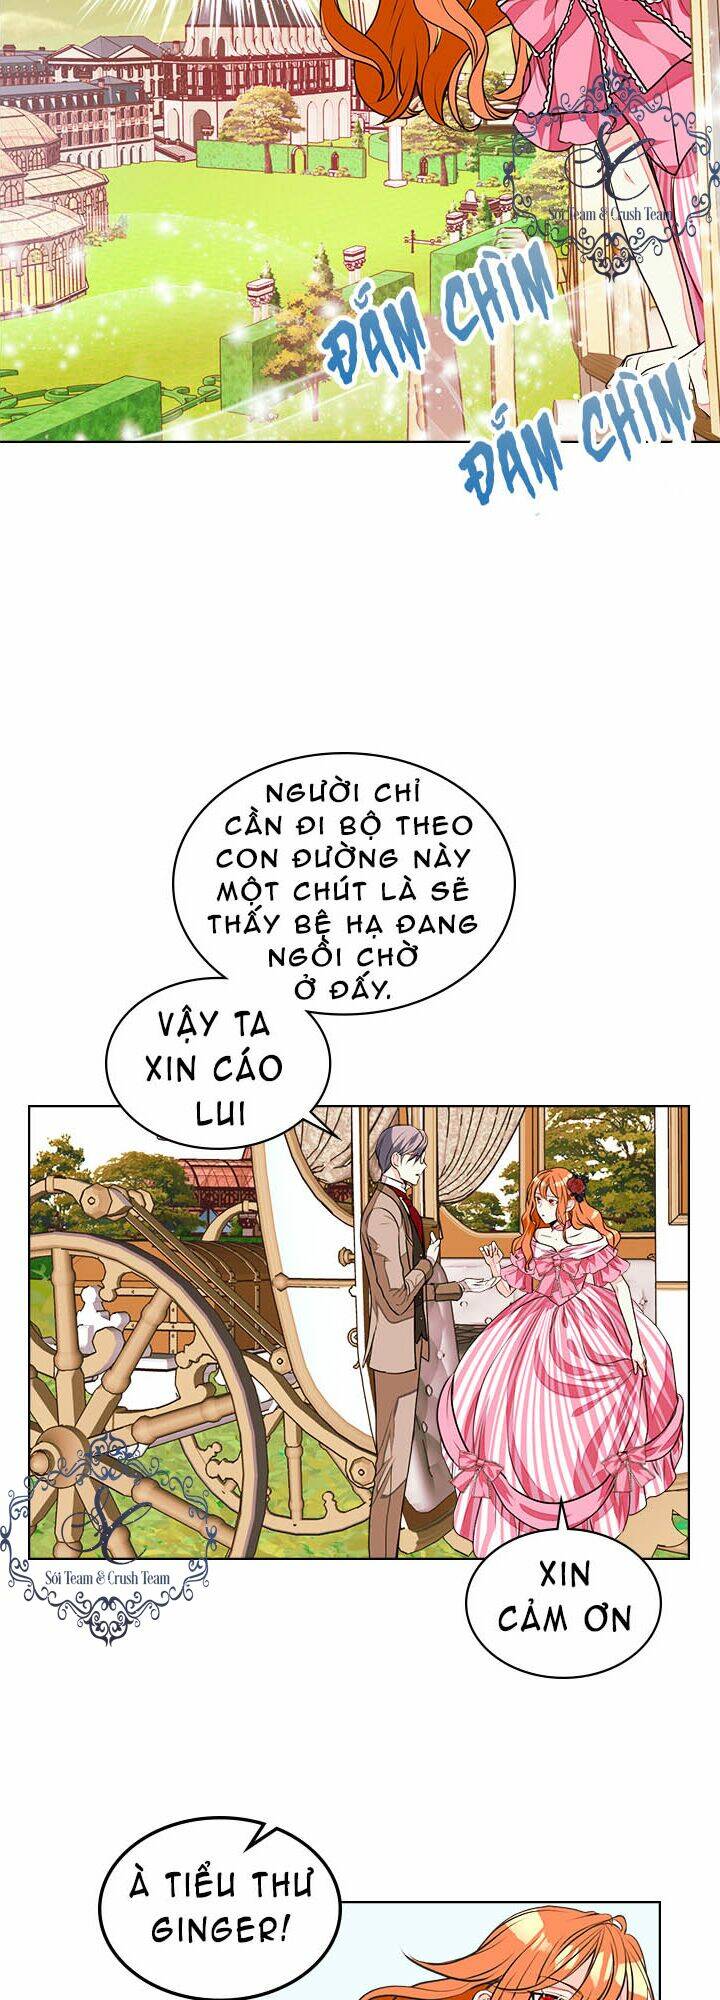 Sói Team & Crush Team
ĐẮM CHÌM
ĐẮM CHÌM
NGƯỜI CHỈ
CẦN ĐI BỘ THEO
CON ĐƯỜNG NÀY
MỘT CHÚT LÀ SẼ
THẤY BỆ HẠ ĐANG
NGỒI CHỜ
Ở ĐẤY.
VẬY TA
XIN CÁO
LUI
Sói Team & Crush Team
XIN
CẢM ƠN
À TIỂU THƯ
GINGER!